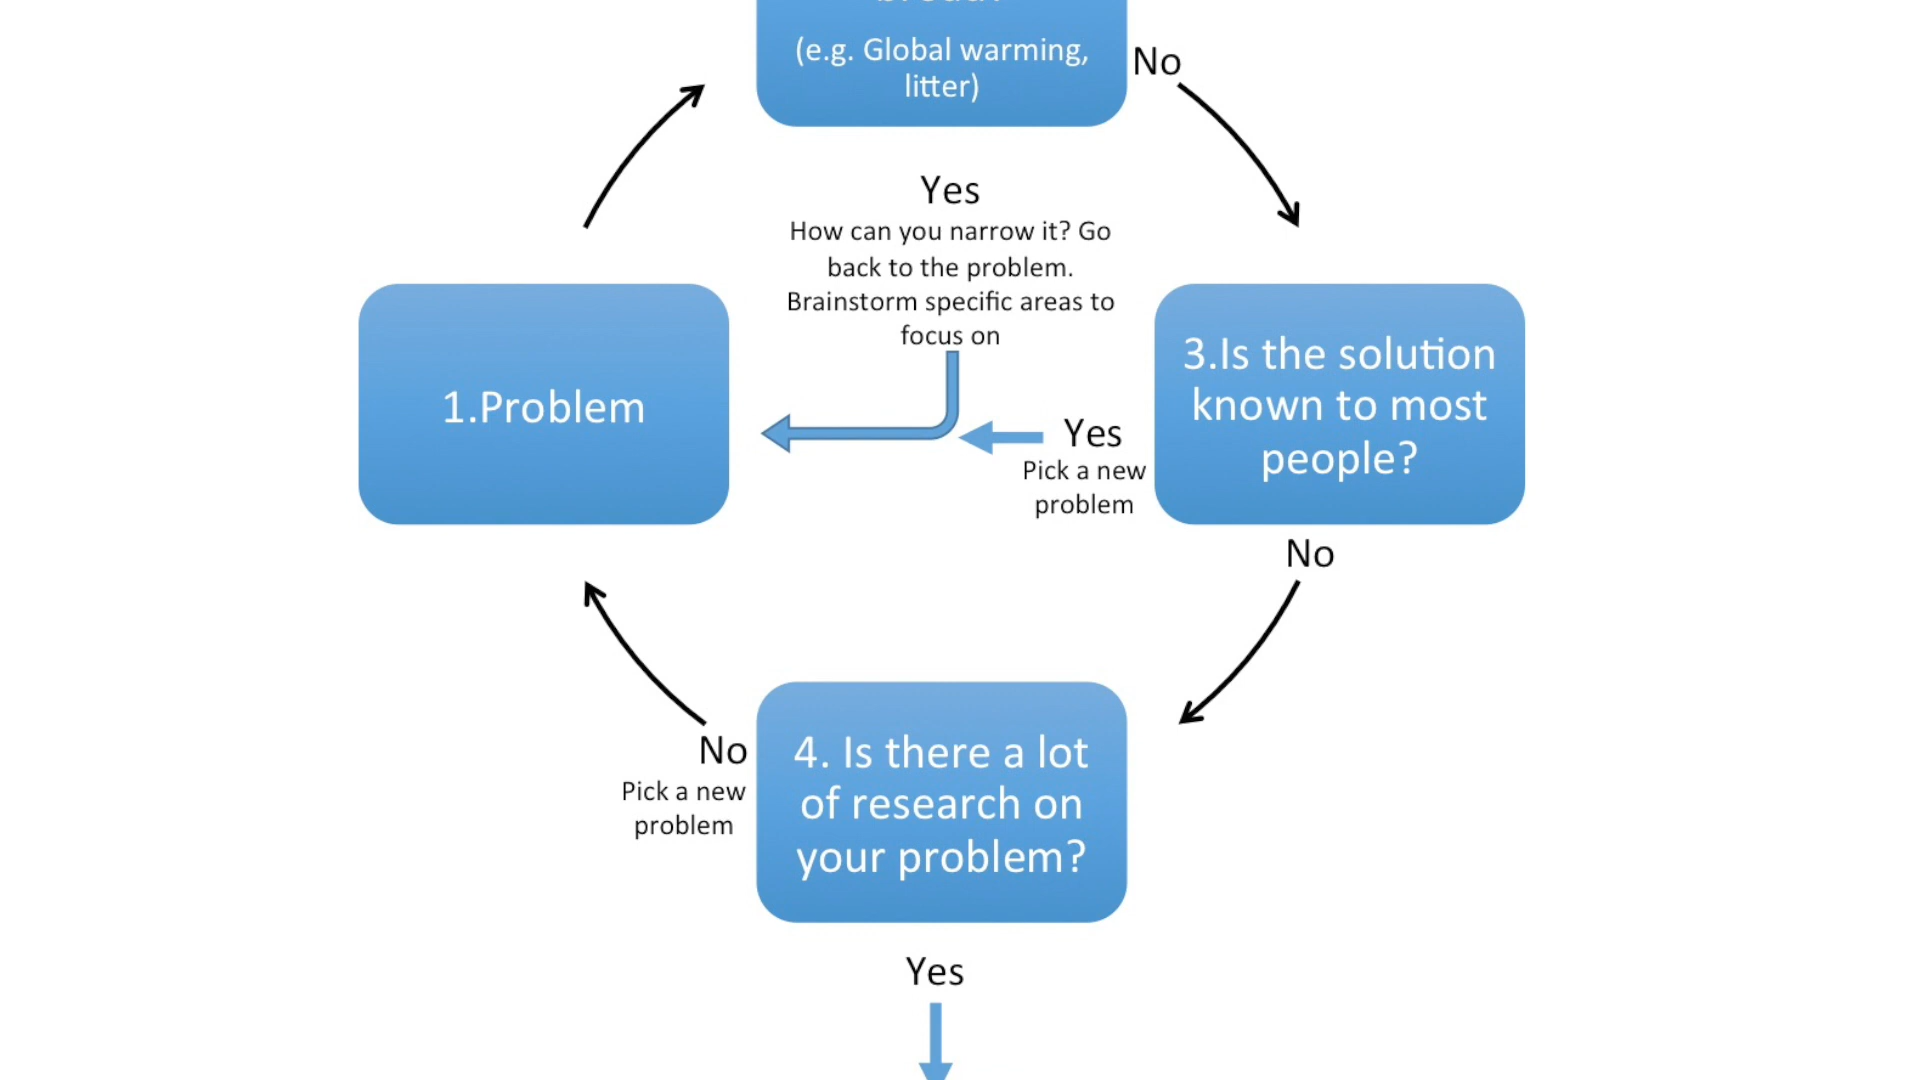 (e.g. Global warming,
litter)
No
Yes
How can you narrow it? Go
back to the problem.
Brainstorm specific areas to
focus on
1.Problem
Yes
Pick a new
problem
3.Is the solution
known to most
people?
No
No
Pick a new
problem
4. Is there a lot
of research on
your problem?
Yes